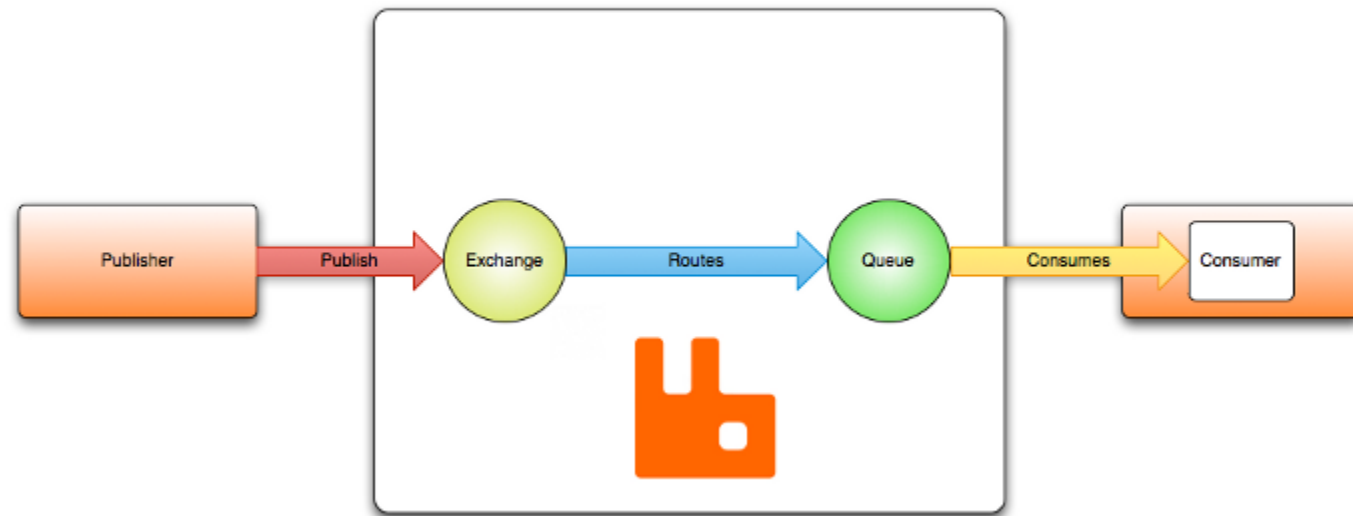 Publisher
Publish
Exchange
Routes
Queue
Consumes
Consumer